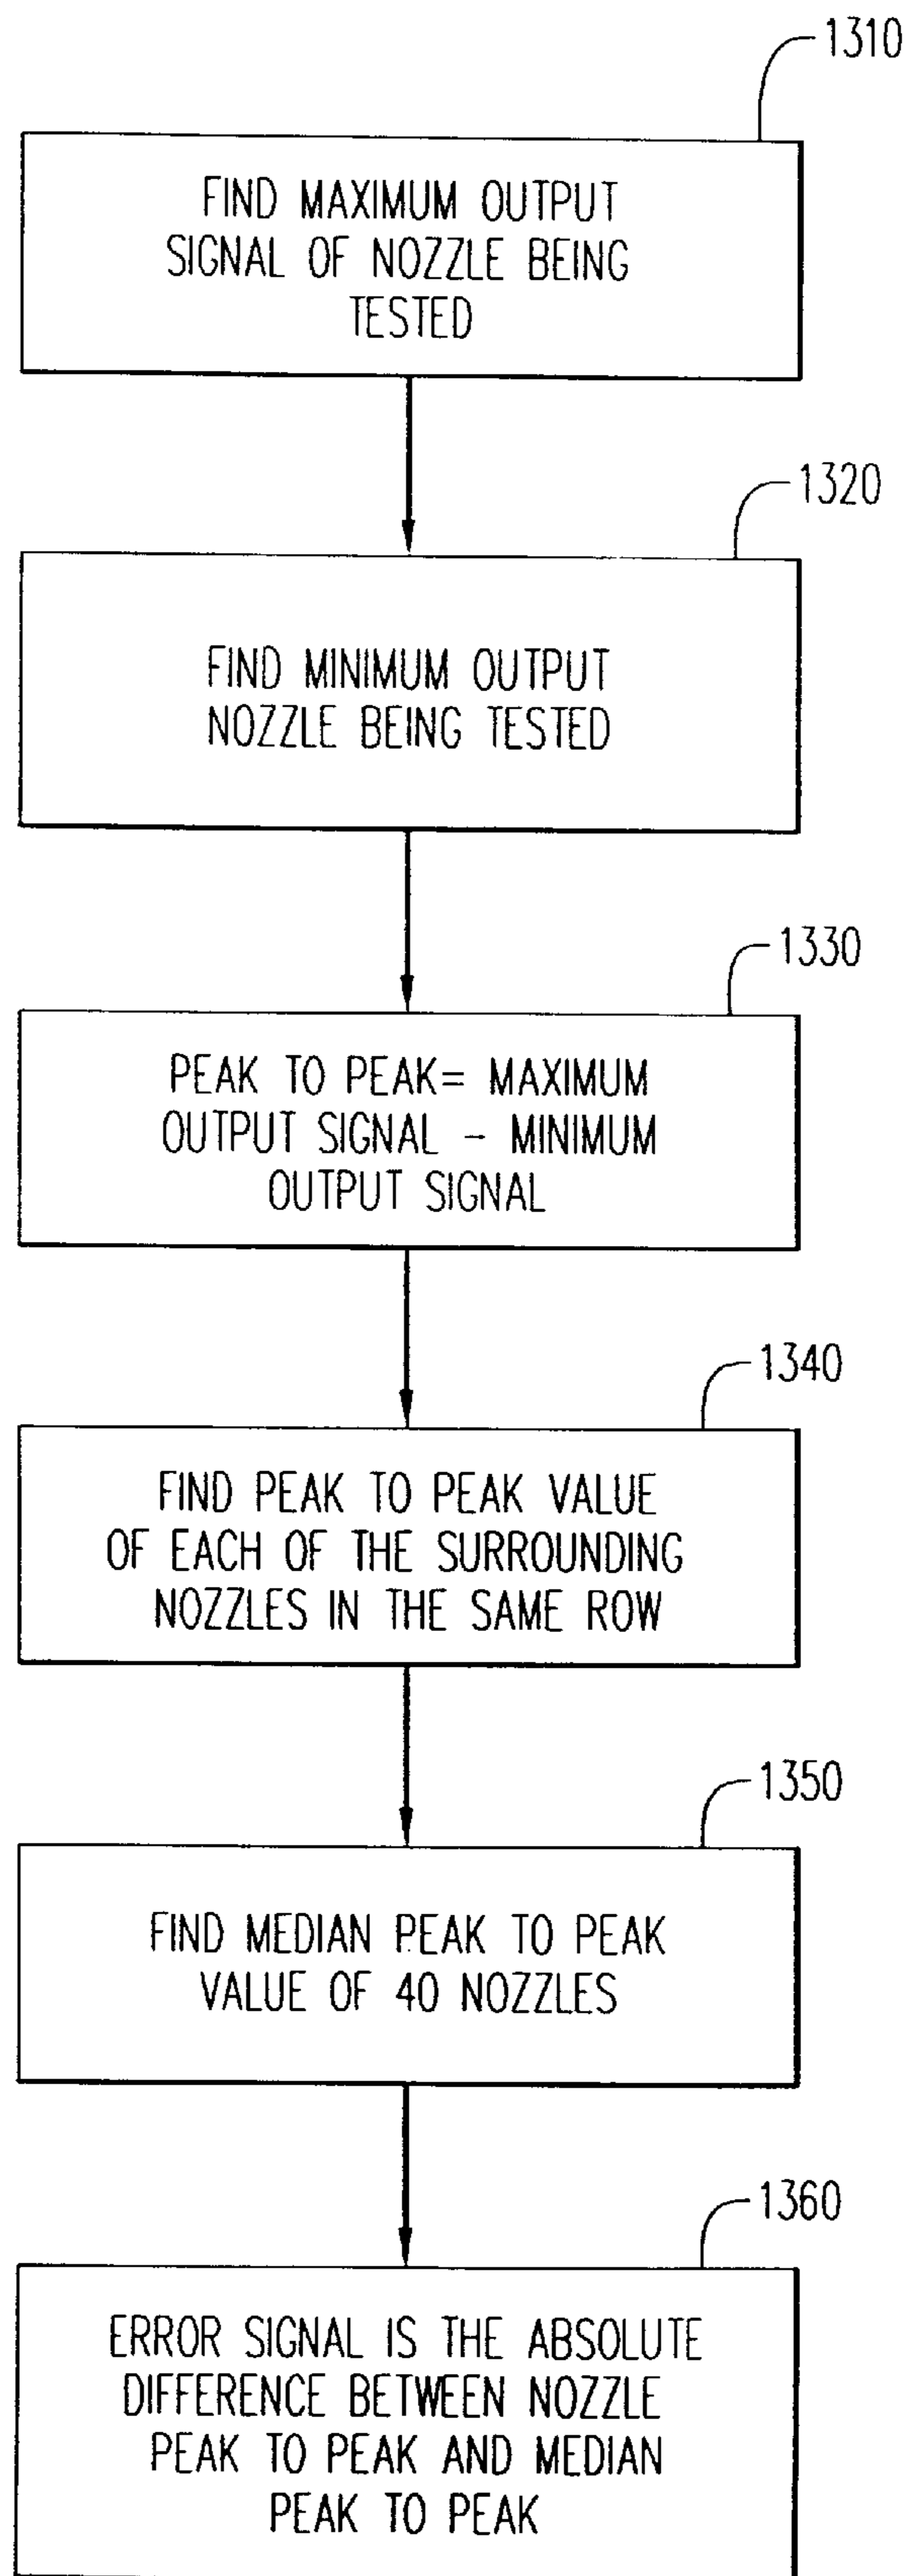 1310
FIND MAXIMUM OUTPUT
SIGNAL OF NOZZLE BEING
TESTED
1320
FIND MINIMUM OUTPUT
NOZZLE BEING TESTED
1330
PEAK TO PEAK= MAXIMUM
OUTPUT SIGNAL - MINIMUM
OUTPUT SIGNAL
1340
FIND PEAK TO PEAK VALUE
OF EACH OF THE SURROUNDING
NOZZLES IN THE SAME ROW
1350
FIND MEDIAN PEAK TO PEAK
VALUE OF 40 NOZZLES
1360
ERROR SIGNAL IS THE ABSOLUTE
DIFFERENCE BETWEEN NOZZLE
PEAK TO PEAK AND MEDIAN
PEAK TO PEAK